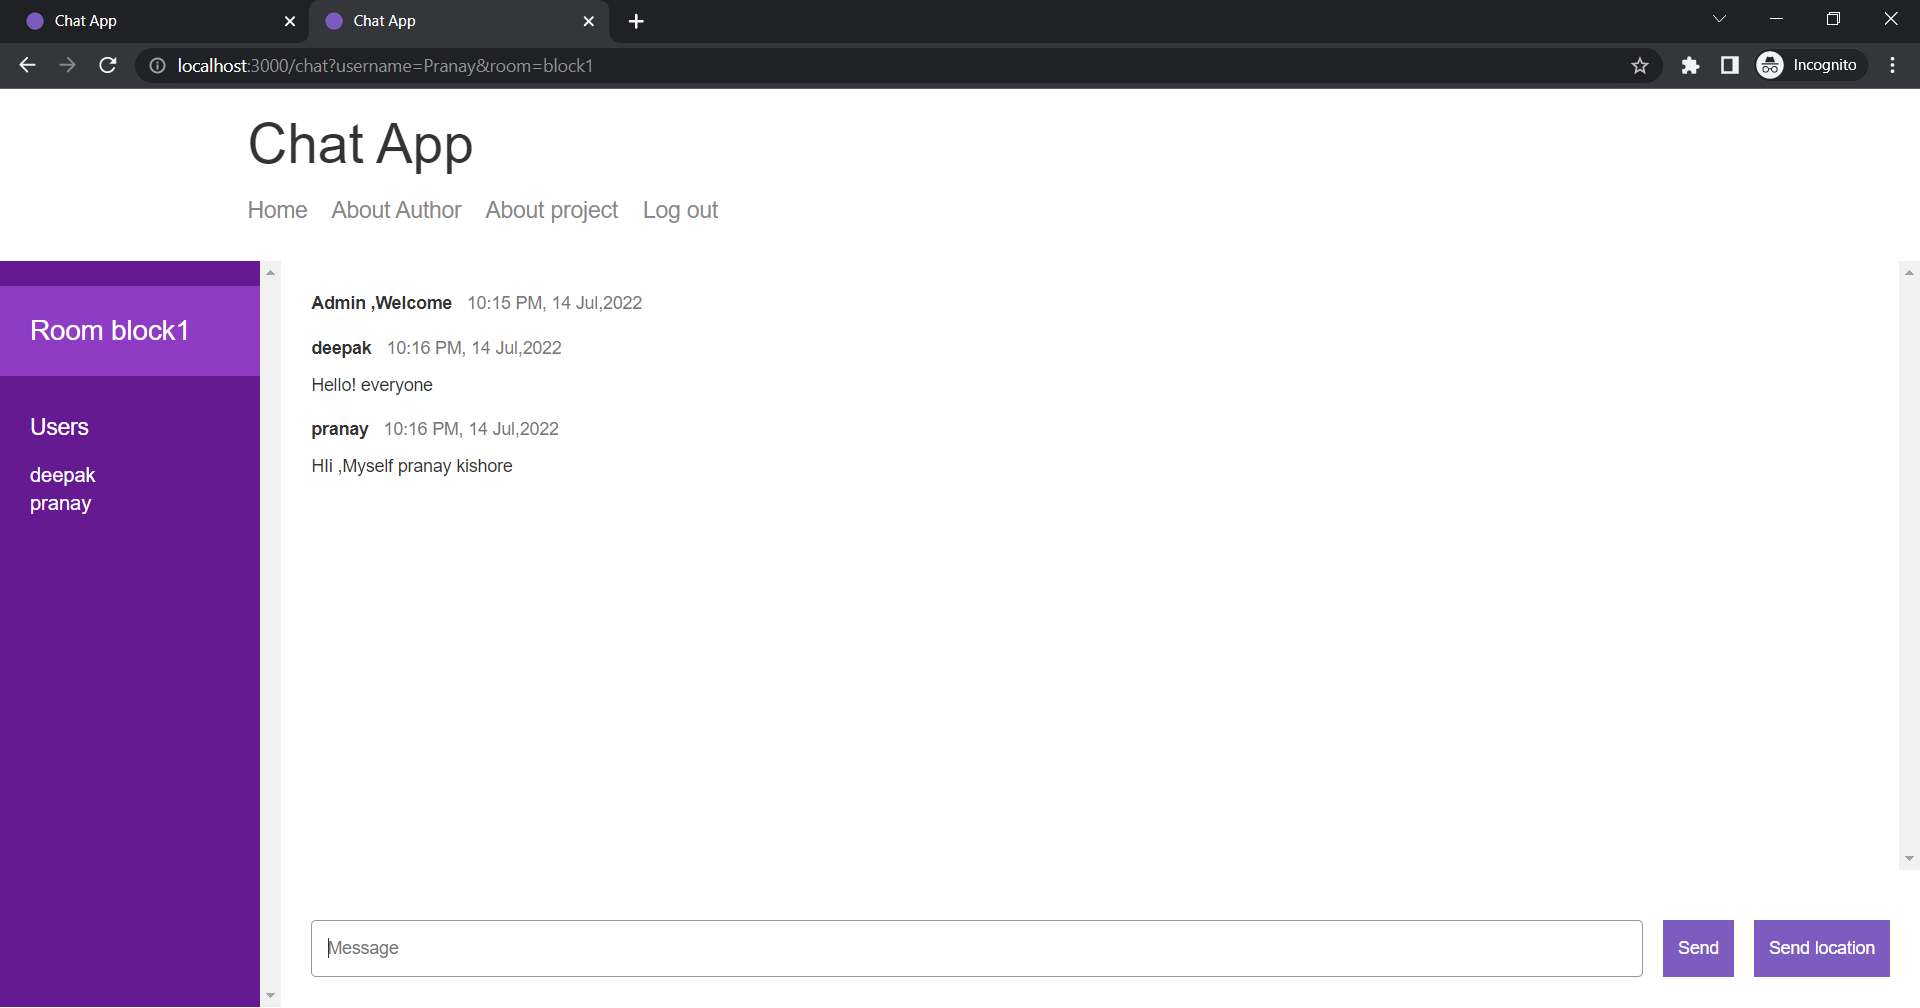 Chat App
Chat App
localhost:3000/chat?username=Pranay&room=block1
Incognito
Chat App
Home About Author About project Log out
Room block1
Users
deepak
pranay
Admin ,Welcome 10:15 PM, 14 Jul,2022
deepak 10:16 PM, 14 Jul,2022
Hello! everyone
pranay 10:16 PM, 14 Jul,2022
HIi ,Myself pranay kishore
Message
Send
Send location